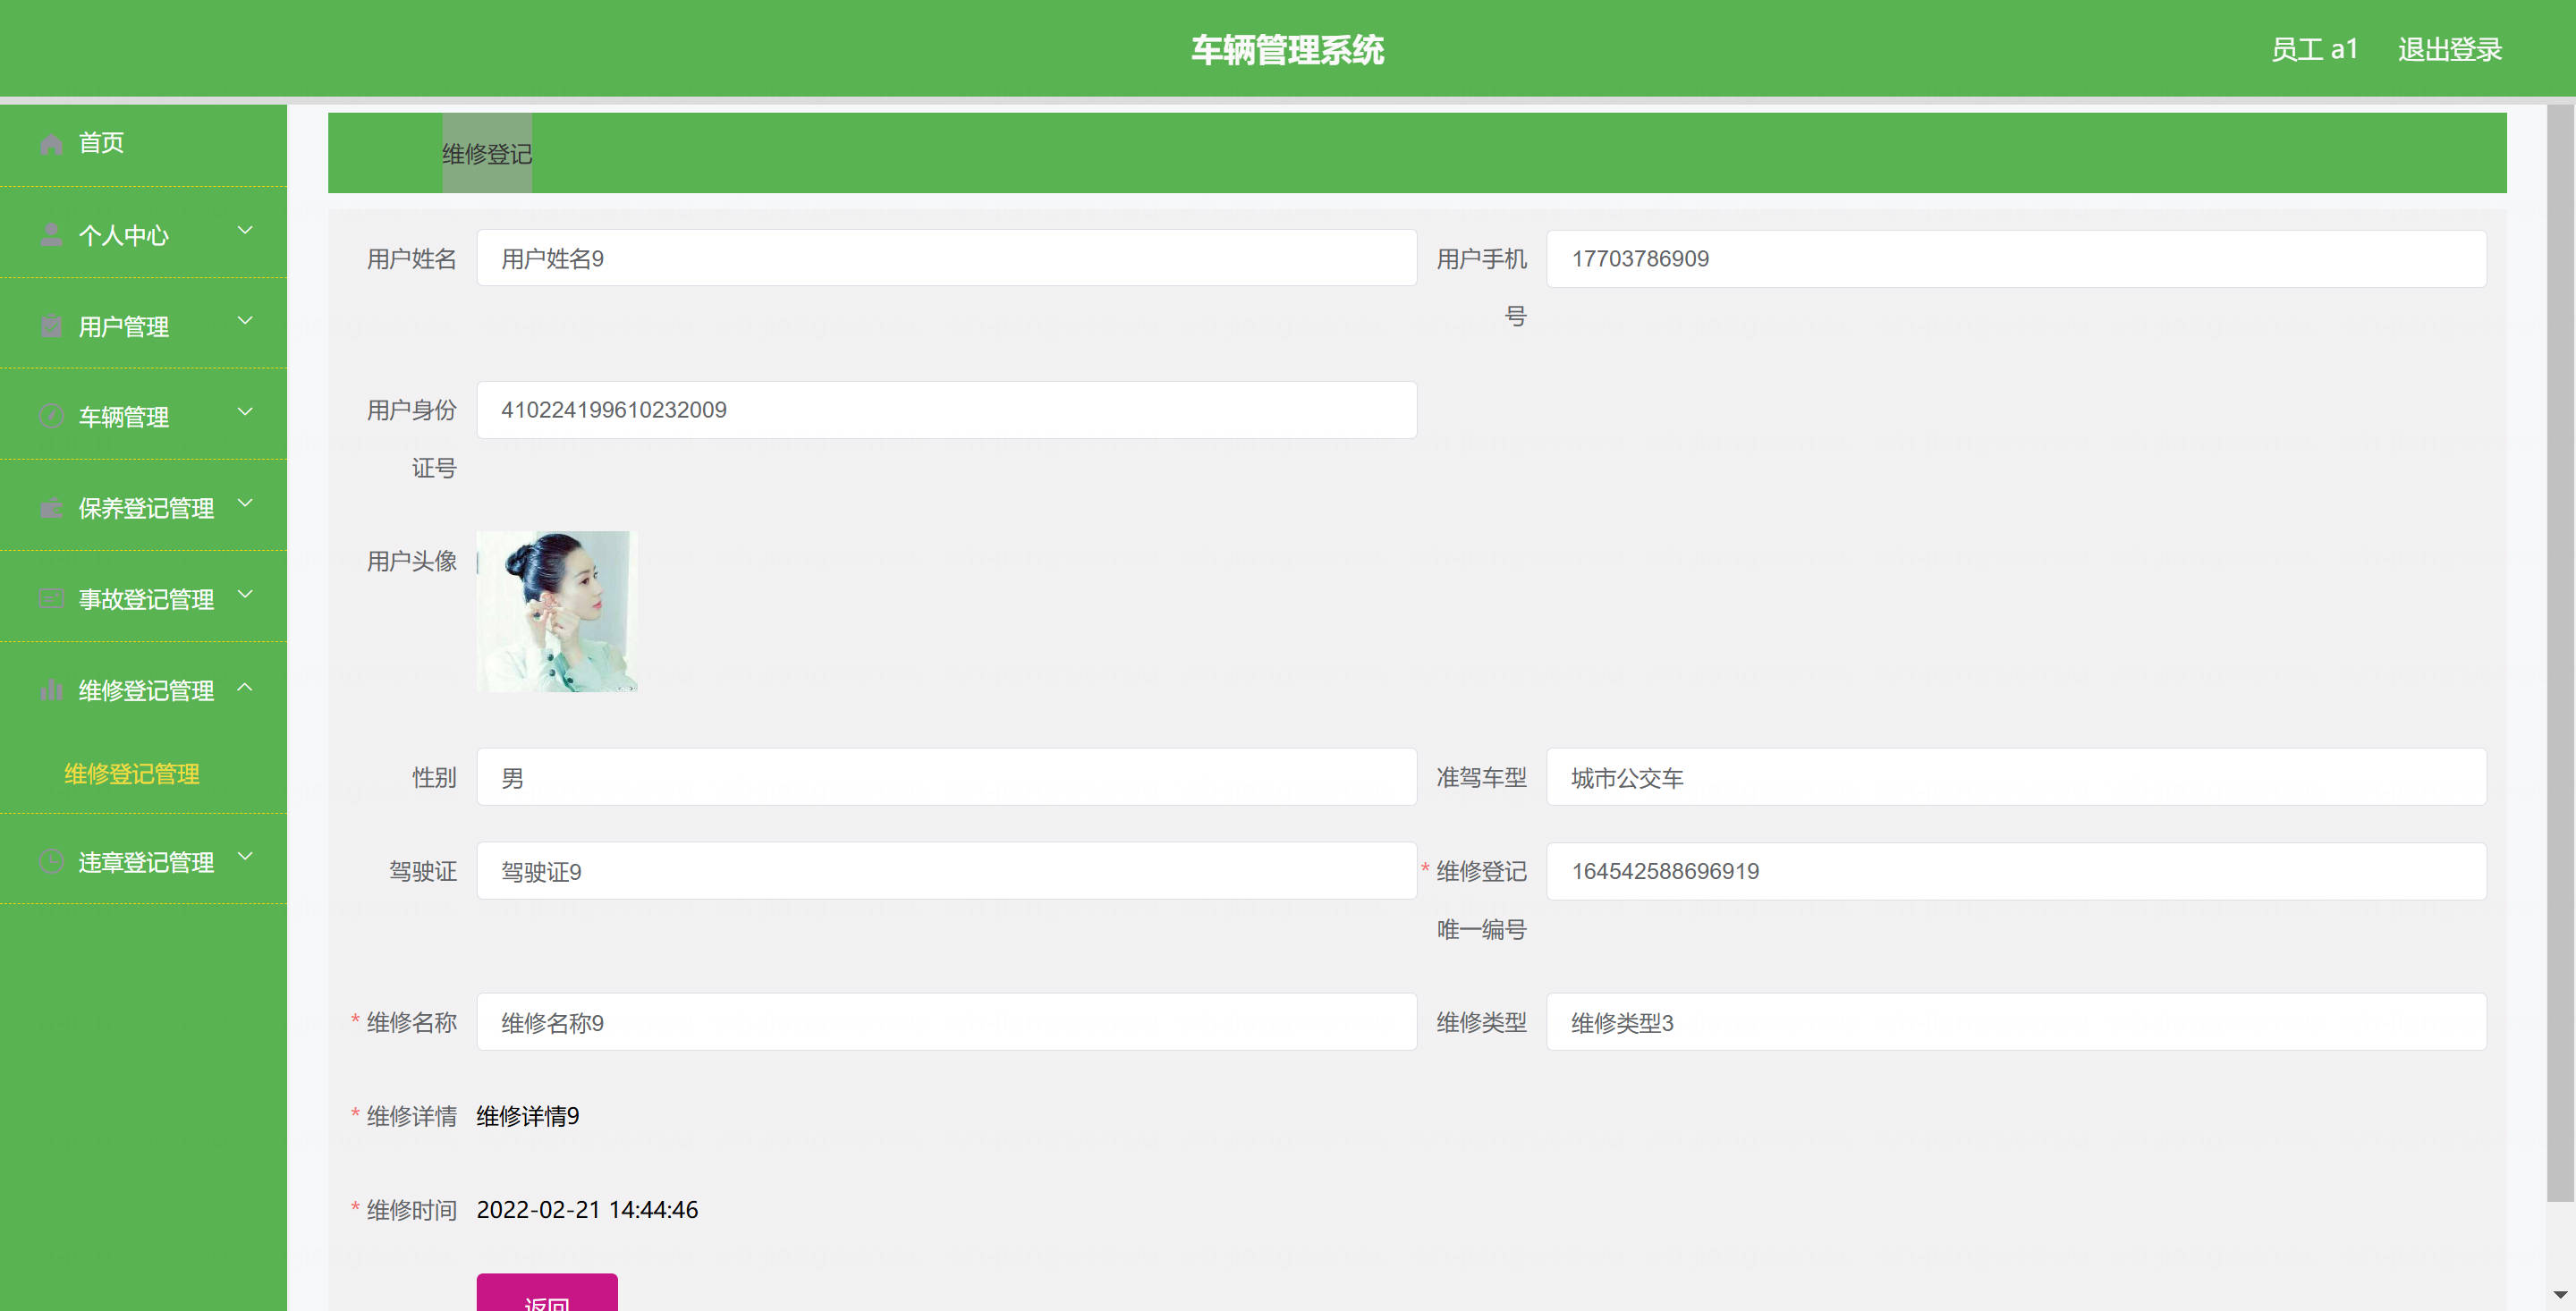 车辆管理系统
员工 a1
退出登录
首页
个人中心
用户管理
车辆管理
保养登记管理
事故登记管理
维修登记管理
维修登记管理
违章登记管理
维修登记
用户姓名
用户姓名9
用户手机
号
17703786909
用户身份
证号
410224199610232009
用户头像
性别
男
准驾车型
城市公交车
驾驶证
驾驶证9
* 维修登记
唯一编号
164542588696919
* 维修名称
维修名称9
维修类型
维修类型3
* 维修详情
维修详情9
* 维修时间
2022-02-21 14:44:46
返回